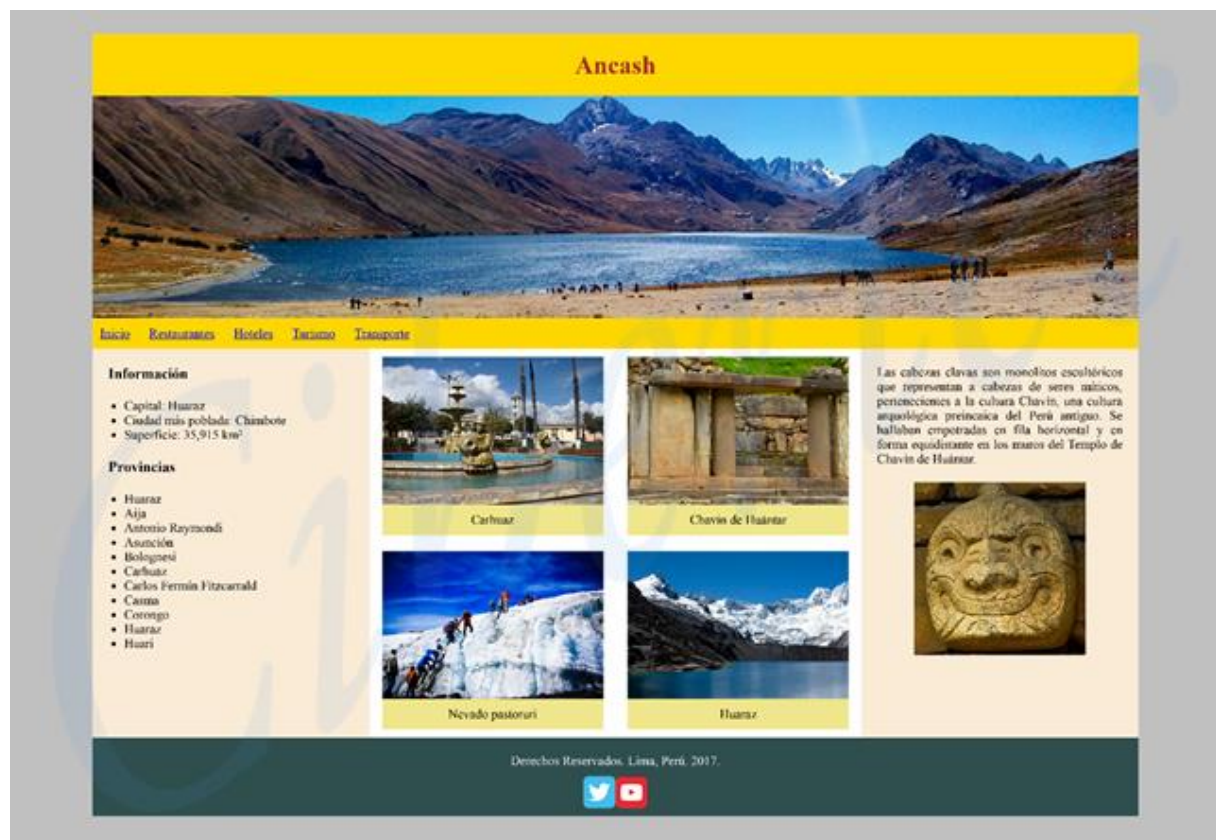 Ancash
Inicio Restaurantes Hoteles Turismo Transporte
Información
• Capital: Huaraz
• Ciudad más poblada: Chimbote
• Superficie: 35,915 km²
Provincias
• Huaraz
• Aija
• Antonio Raymondi
• Asunción
• Bolognesi
• Carhuaz
• Carlos Fermín Fitzcarrald
• Casma
• Corongo
• Huaraz
• Huari
Carhuaz
Chavín de Huántar
Nevado pastoruri
Huaraz
Las cabezas clavas son monolitos escultóricos
que representan a cabezas de seres míticos,
pertenecientes a la cultura Chavín, una cultura
arqueológica preincaica del Perú antiguo. Se
hallaban empotradas en fila horizontal y en
forma equidistante en los muros del Templo de
Chavín de Huántar.
Derechos Reservados. Lima, Perú. 2017.